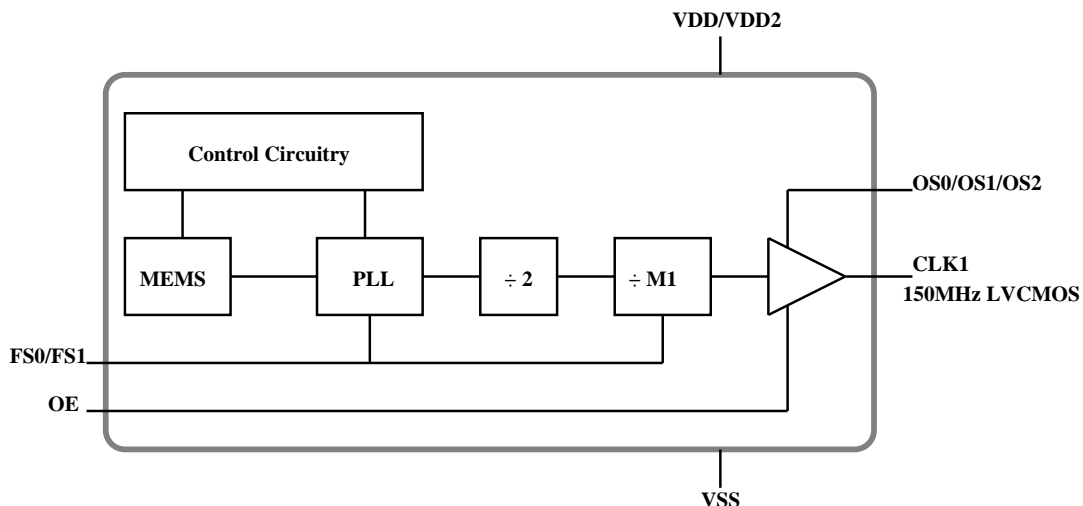 VDD/VDD2
Control Circuitry
OS0/OS1/OS2
MEMS
PLL
÷ 2
÷ M1
CLK1
150MHz LVCMOS
FS0/FS1
OE
VSS